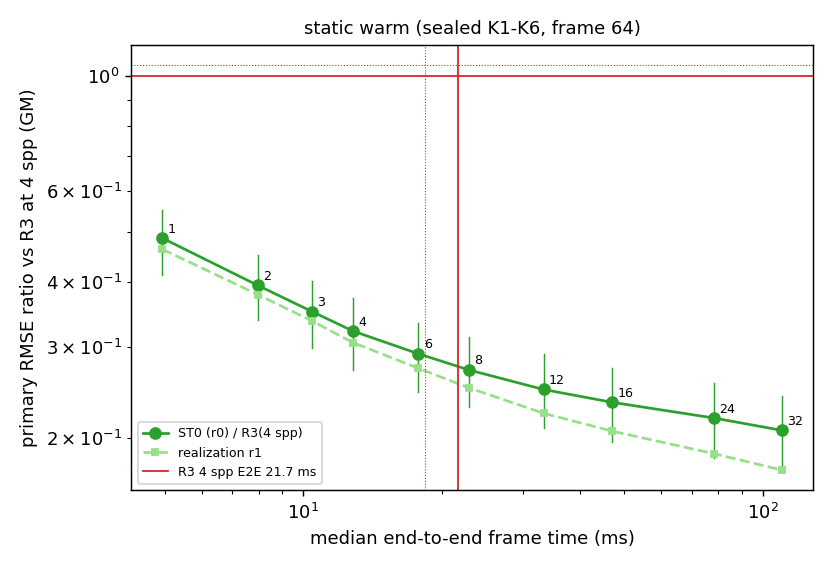 static warm (sealed K1-K6, frame 64)
primary RMSE ratio vs R3 at 4 spp (GM)
10⁰
6 × 10⁻¹
4 × 10⁻¹
3 × 10⁻¹
2 × 10⁻¹
1
2
3
4
6
8
12
16
24
32
ST0 (r0) / R3(4 spp)
realization r1
R3 4 spp E2E 21.7 ms
10¹
10²
median end-to-end frame time (ms)